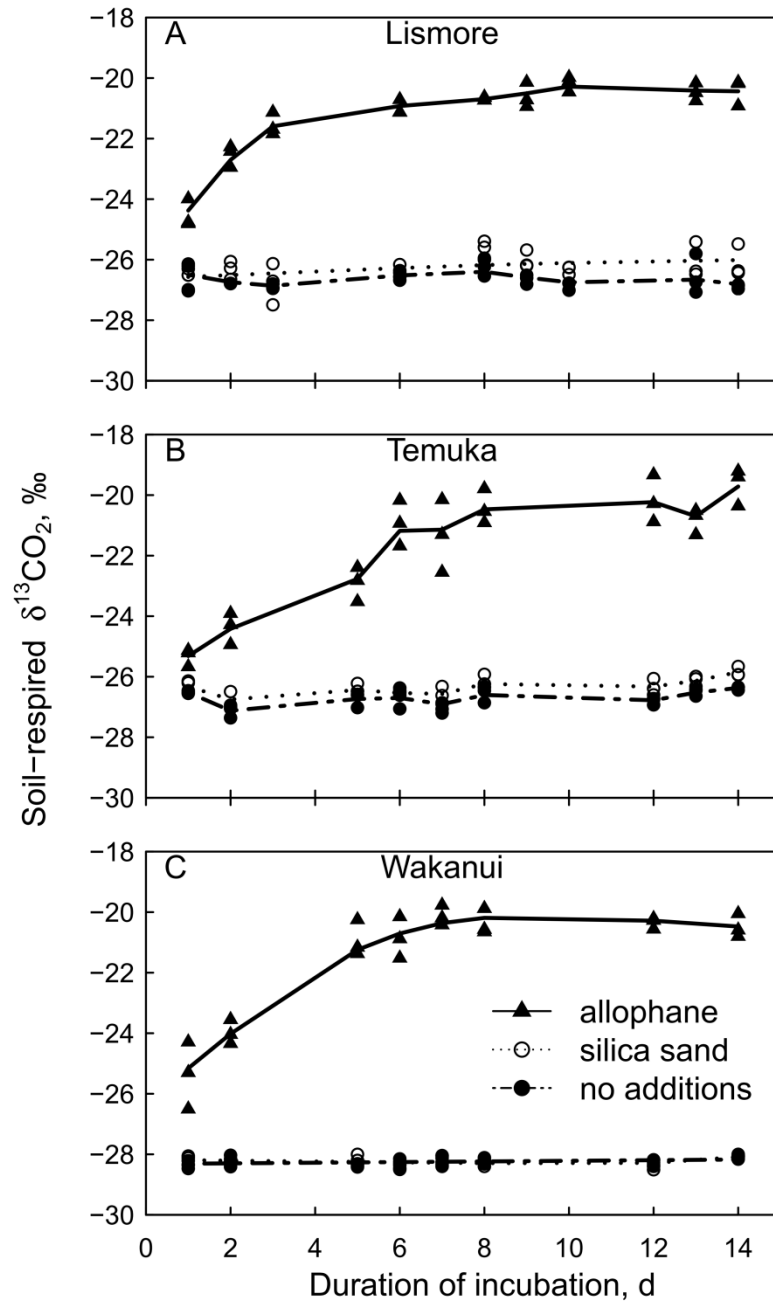 A Lismore
−18
−20
−22
−24
−26
−28
−30
B Temuka
−18
−20
−22
−24
−26
−28
−30
Soil−respired δ¹³CO₂, ‰
C Wakanui
−18
−20
−22
−24
−26
−28
−30
allophane
silica sand
no additions
0 2 4 6 8 10 12 14
Duration of incubation, d